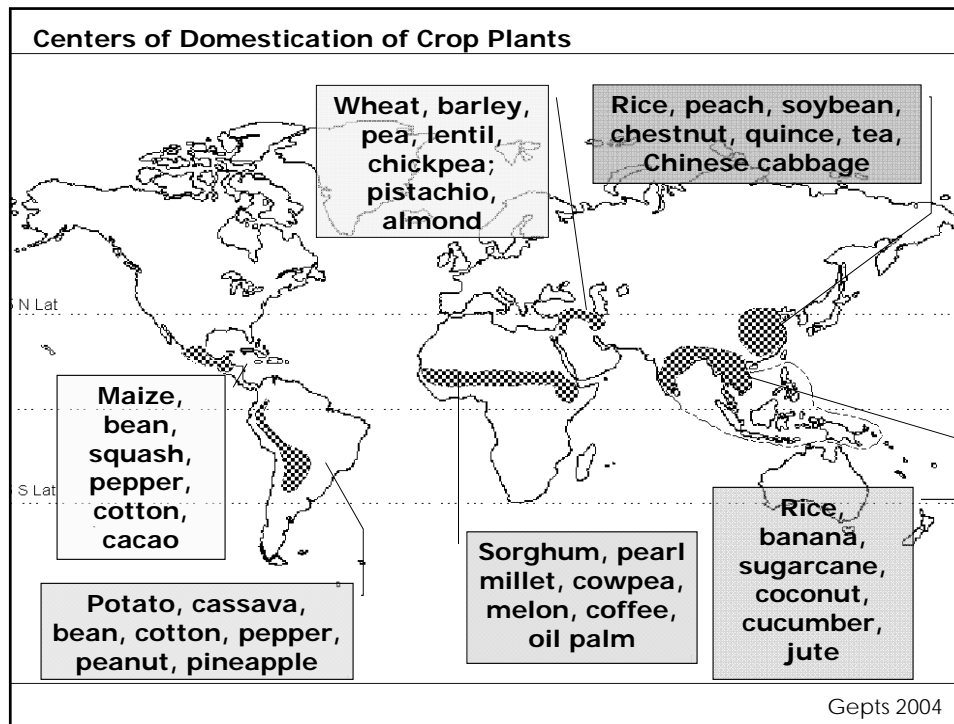 Centers of Domestication of Crop Plants
Wheat, barley,
pea, lentil,
chickpea;
pistachio,
almond
Rice, peach, soybean,
chestnut, quince, tea,
Chinese cabbage
N Lat
Maize,
bean,
squash,
pepper,
cotton,
cacao
S Lat
Potato, cassava,
bean, cotton, pepper,
peanut, pineapple
Sorghum, pearl
millet, cowpea,
melon, coffee,
oil palm
Rice,
banana,
sugarcane,
coconut,
cucumber,
jute
Gepts 2004